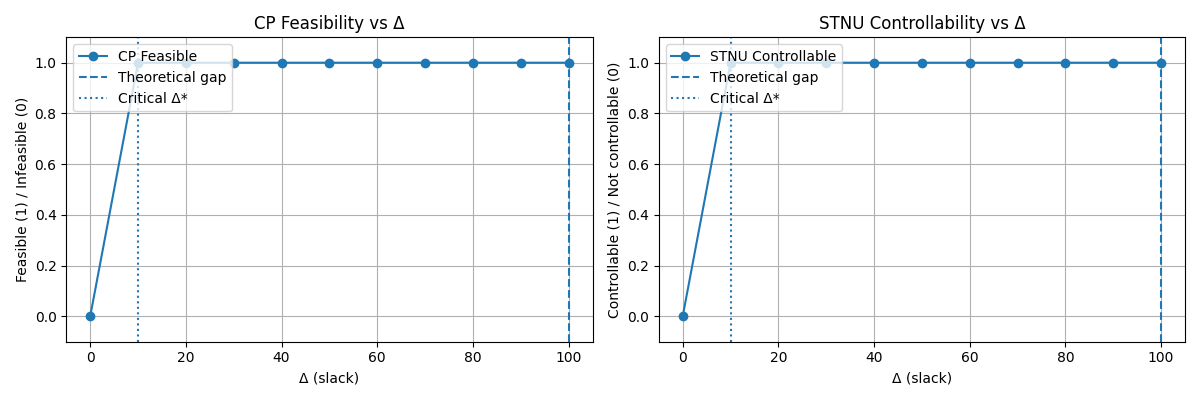 CP Feasibility vs Δ
Feasible (1) / Infeasible (0)
1.0
0.8
0.6
0.4
0.2
0.0
CP Feasible
Theoretical gap
Critical Δ*
0 20 40 60 80 100
Δ (slack)
STNU Controllability vs Δ
Controllable (1) / Not controllable (0)
1.0
0.8
0.6
0.4
0.2
0.0
STNU Controllable
Theoretical gap
Critical Δ*
0 20 40 60 80 100
Δ (slack)